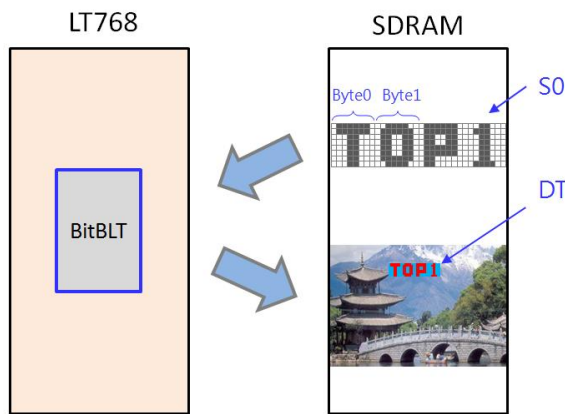 LT768
SDRAM
Byte0 Byte1
S0
TOP1
DT
BitBLT
TOP1